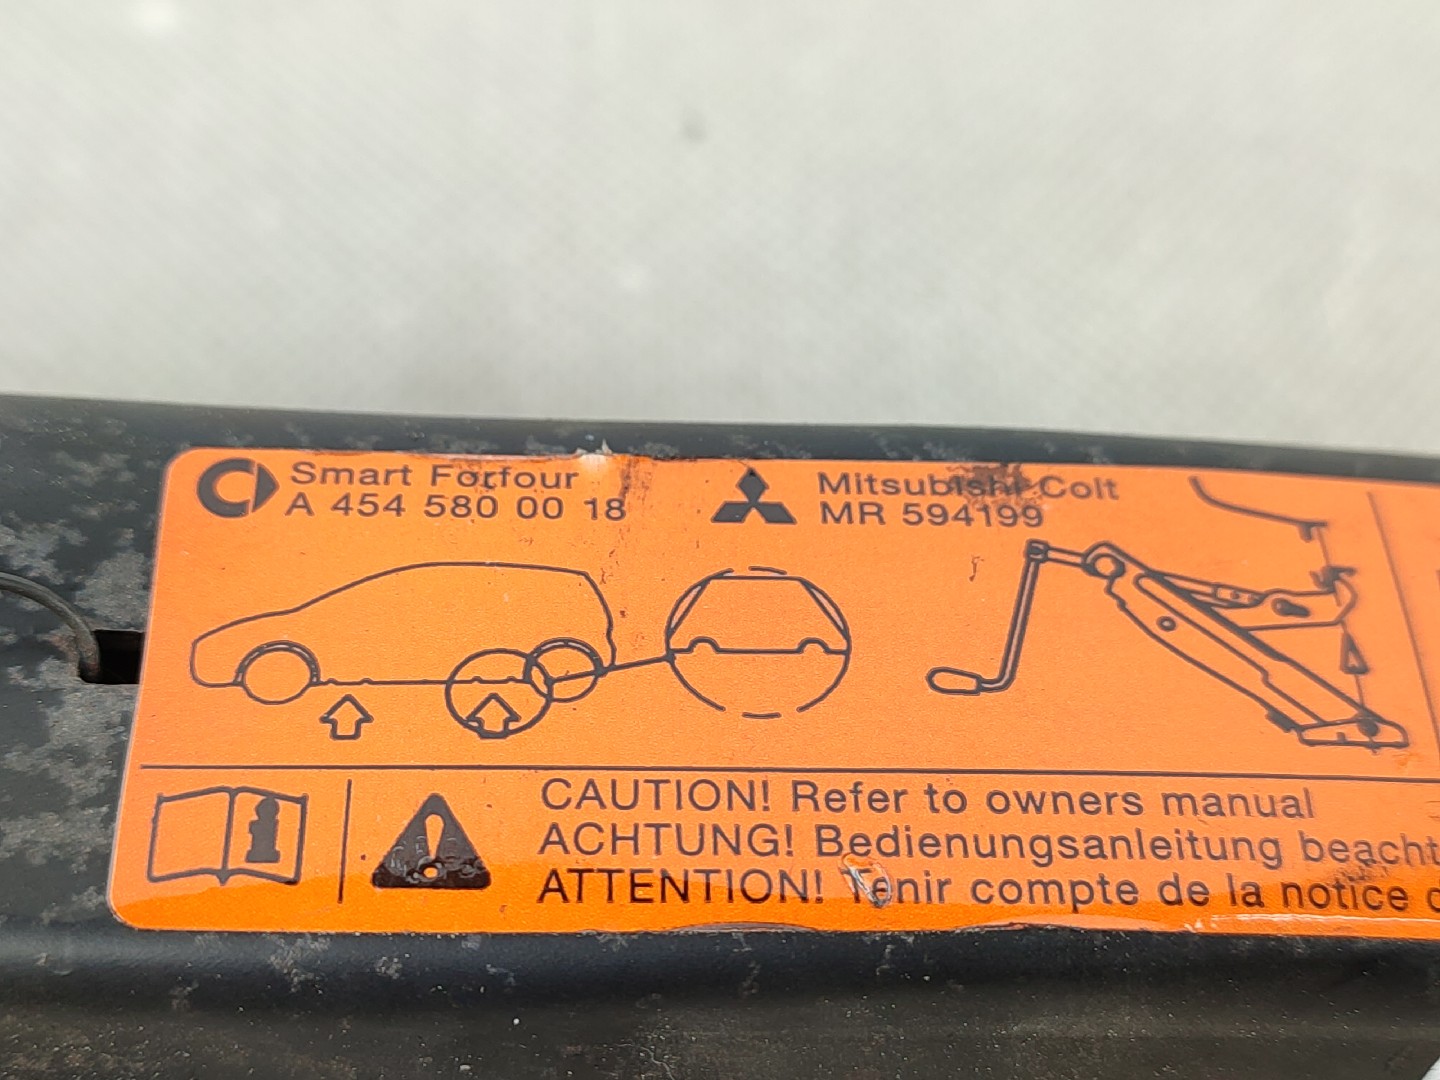 Smart Forfour
A 454 580 00 18
Mitsubishi Colt
MR 594199
CAUTION! Refer to owners manual
ACHTUNG! Bedienungsanleitung beacht
ATTENTION! Tenir compte de la notice